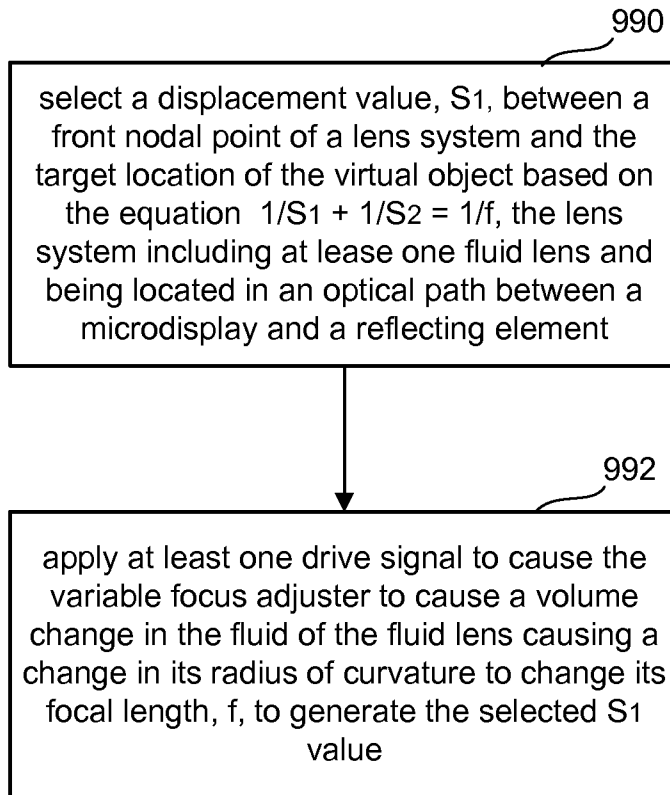 990
select a displacement value, S1, between a
front nodal point of a lens system and the
target location of the virtual object based on
the equation 1/S1 + 1/S2 = 1/f, the lens
system including at lease one fluid lens and
being located in an optical path between a
microdisplay and a reflecting element
992
apply at least one drive signal to cause the
variable focus adjuster to cause a volume
change in the fluid of the fluid lens causing a
change in its radius of curvature to change its
focal length, f, to generate the selected S1
value